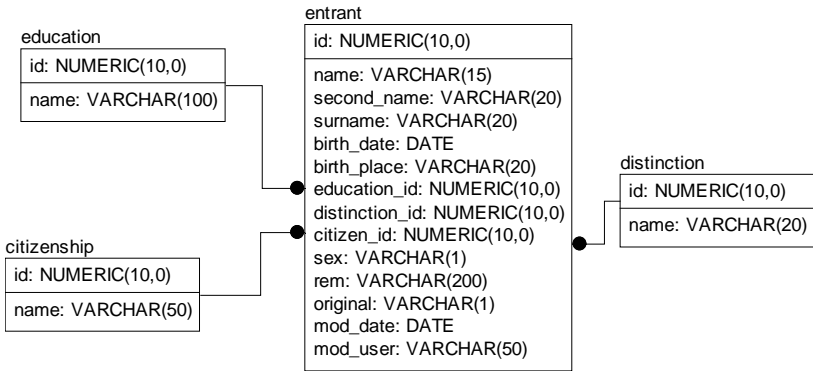 education
id: NUMERIC(10,0)
name: VARCHAR(100)
citizenship
id: NUMERIC(10,0)
name: VARCHAR(50)
entrant
id: NUMERIC(10,0)
name: VARCHAR(15)
second_name: VARCHAR(20)
surname: VARCHAR(20)
birth_date: DATE
birth_place: VARCHAR(20)
education_id: NUMERIC(10,0)
distinction_id: NUMERIC(10,0)
citizen_id: NUMERIC(10,0)
sex: VARCHAR(1)
rem: VARCHAR(200)
original: VARCHAR(1)
mod_date: DATE
mod_user: VARCHAR(50)
distinction
id: NUMERIC(10,0)
name: VARCHAR(20)